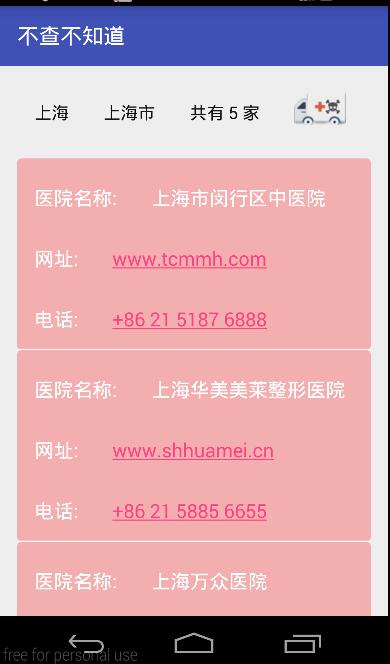 不查不知道
上海 上海市 共有 5 家
医院名称: 上海市闵行区中医院
网址: www.tcmmh.com
电话: +86 21 5187 6888
医院名称: 上海华美美莱整形医院
网址: www.shhuamei.cn
电话: +86 21 5885 6655
医院名称: 上海万众医院
free for personal use